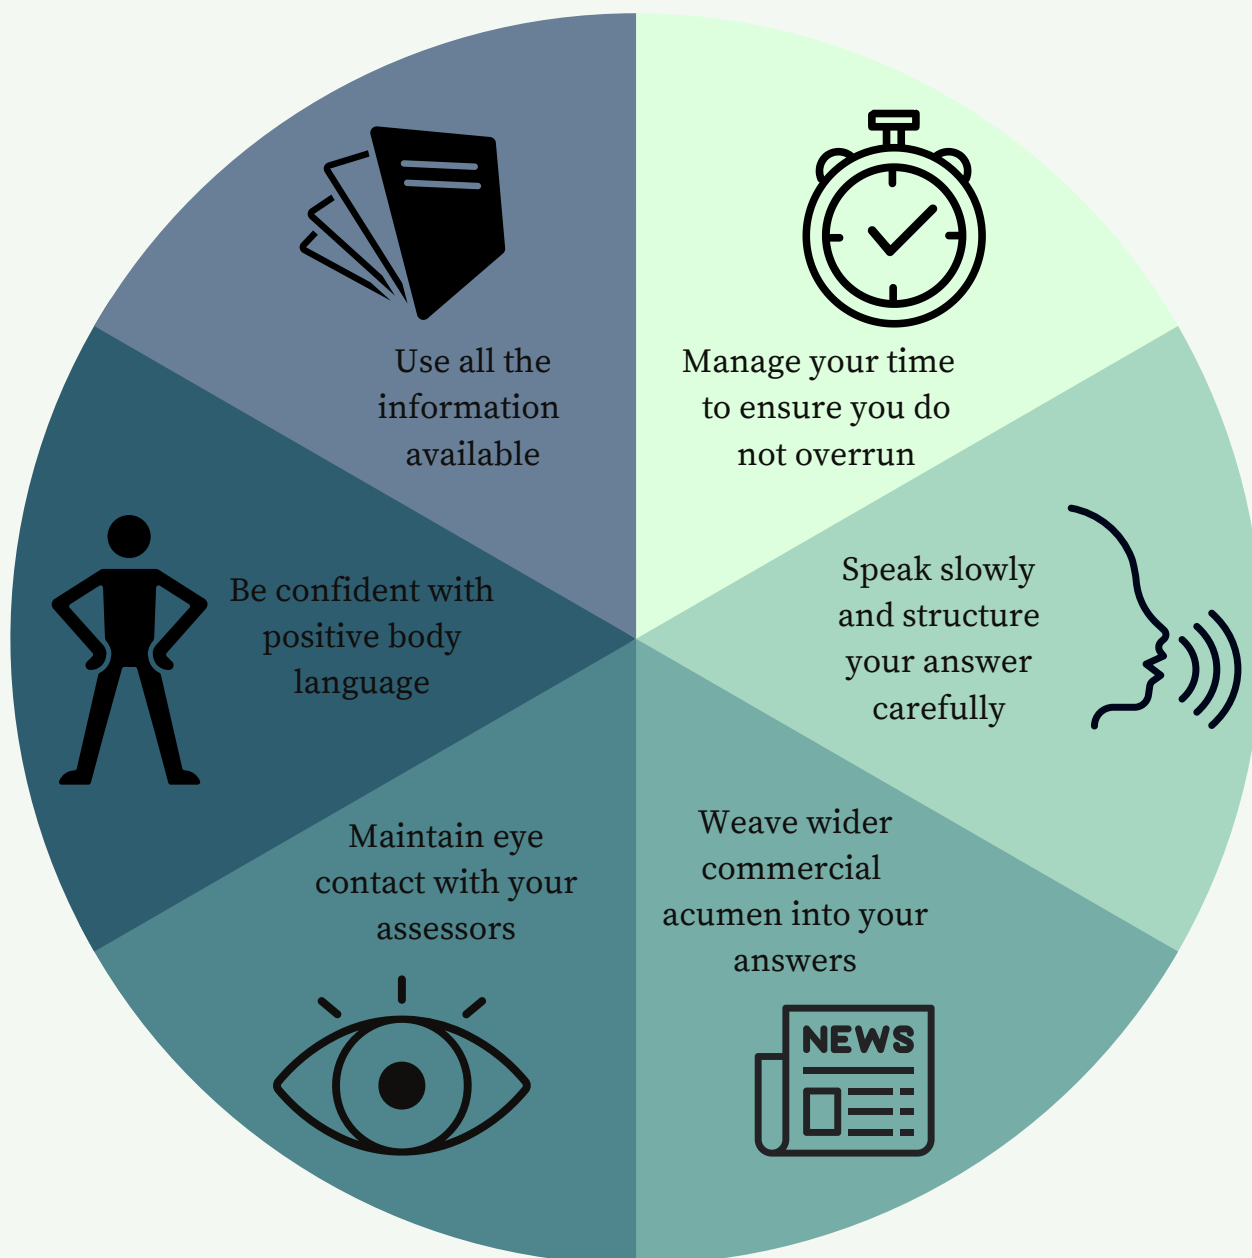 Use all the
information
available
Manage your time
to ensure you do
not overrun
Be confident with
positive body
language
Speak slowly
and structure
your answer
carefully
Maintain eye
contact with your
assessors
Weave wider
commercial
acumen into your
answers
NEWS